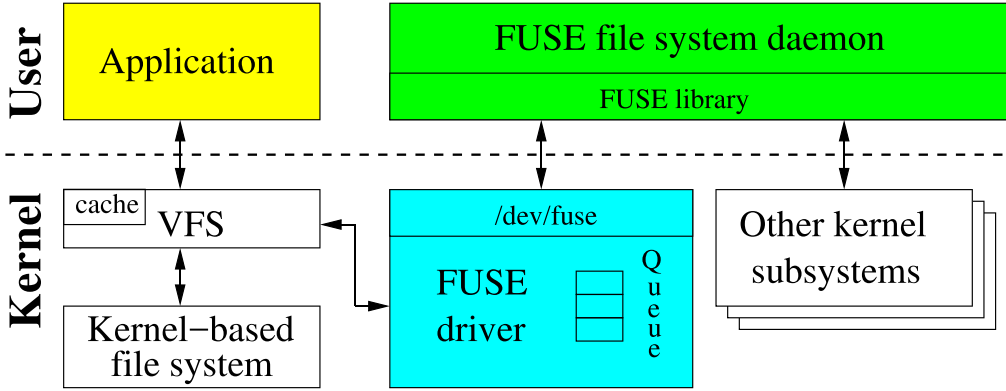 User
Application
FUSE file system daemon
FUSE library
Kernel
cache
VFS
Kernel−based
file system
/dev/fuse
FUSE
driver
Queue
Other kernel
subsystems